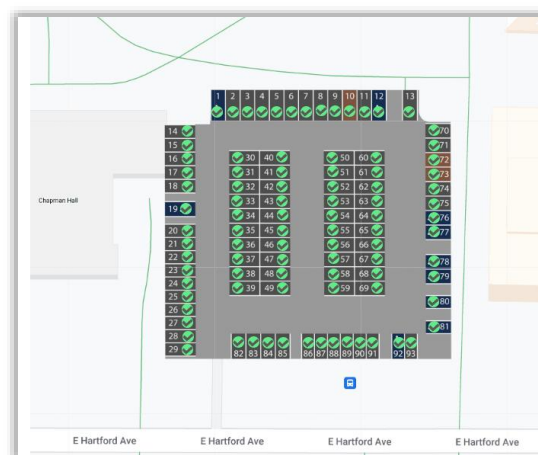 1 2 3 4 5 6 7 8 9 10 11 12 13
14 70
15 71
16 30 40 50 60 72
17 31 41 51 61 73
18 32 42 52 62 74
33 43 53 63 75
Chapman Hall
19 34 44 54 64 76
20 35 45 55 65 77
21 36 46 56 66
22 37 47 57 67 78
23 38 48 58 68 79
24 39 49 59 69
25 80
26
27 81
28
29 82 83 84 85 86 87 88 89 90 91 92 93
E Hartford Ave E Hartford Ave E Hartford Ave E Hartford Ave